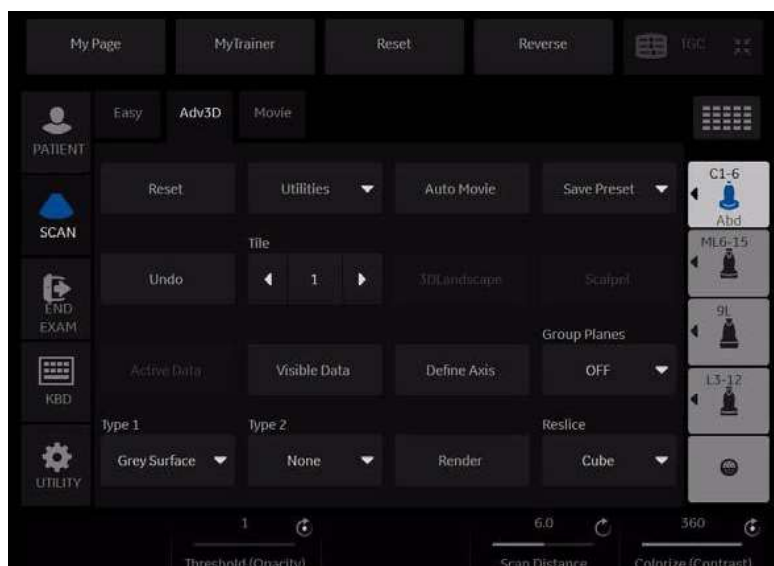 My Page
MyTrainer
Reset
Reverse
TGC
PATIENT
SCAN
END
EXAM
KBD
UTILITY
Easy
Adv3D
Movie
Reset
Utilities
Auto Movie
Save Preset
Tile
Undo
1
3DLandscape
Scalpel
Group Planes
Active Data
Visible Data
Define Axis
OFF
Type 1
Type 2
Reslice
Grey Surface
None
Render
Cube
C1-6
Abd
ML6-15
9L
L3-12
1
6.0
360
Threshold (Opacity)
Scan Distance
Colorize (Contrast)